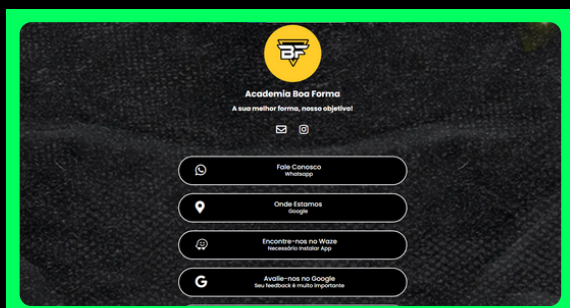 BF
Academia Boa Forma
A sua melhor forma, nosso objetivo!
Fale Conosco
Whatsapp
Onde Estamos
Google
Encontre-nos no Waze
Necessário Instalar App
G
Avalie-nos no Google
Seu feedback é muito importante